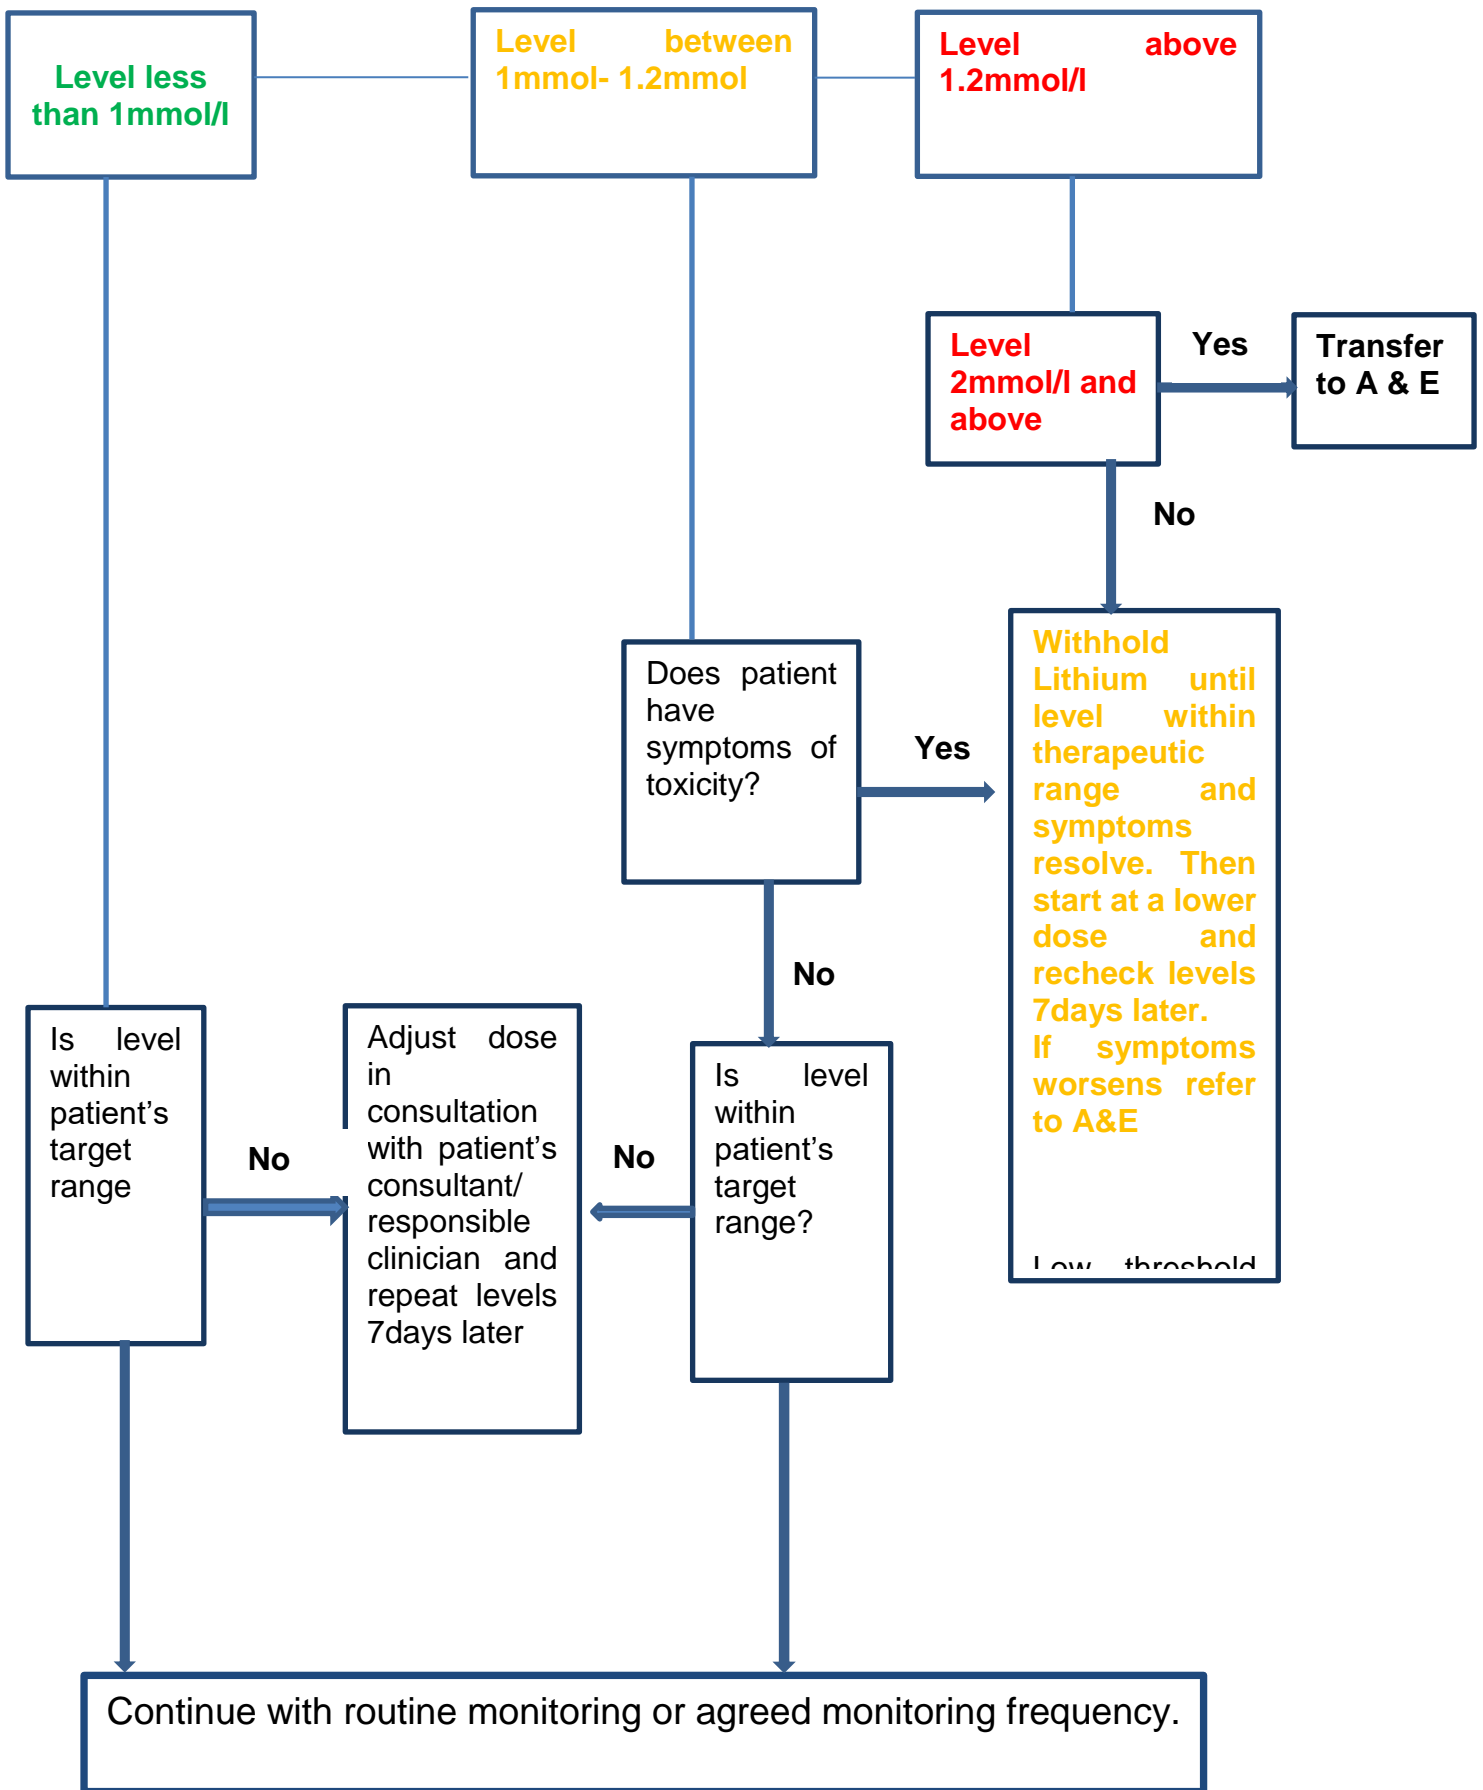 Level less
than 1mmol/l
Level between
1mmol- 1.2mmol
Level above
1.2mmol/l
Level
2mmol/l and
above
Yes
Transfer
to A & E
No
Withhold
Lithium until
level within
therapeutic
range and
symptoms
resolve. Then
start at a lower
dose and
recheck levels
7days later.
If symptoms
worsens refer
to A&E
Low threshold
Does patient
have
symptoms of
toxicity?
Yes
No
Is level
within
patient's
target
range
No
Adjust dose
in
consultation
with patient's
consultant/
responsible
clinician and
repeat levels
7days later
No
Is level
within
patient's
target
range?
Continue with routine monitoring or agreed monitoring frequency.